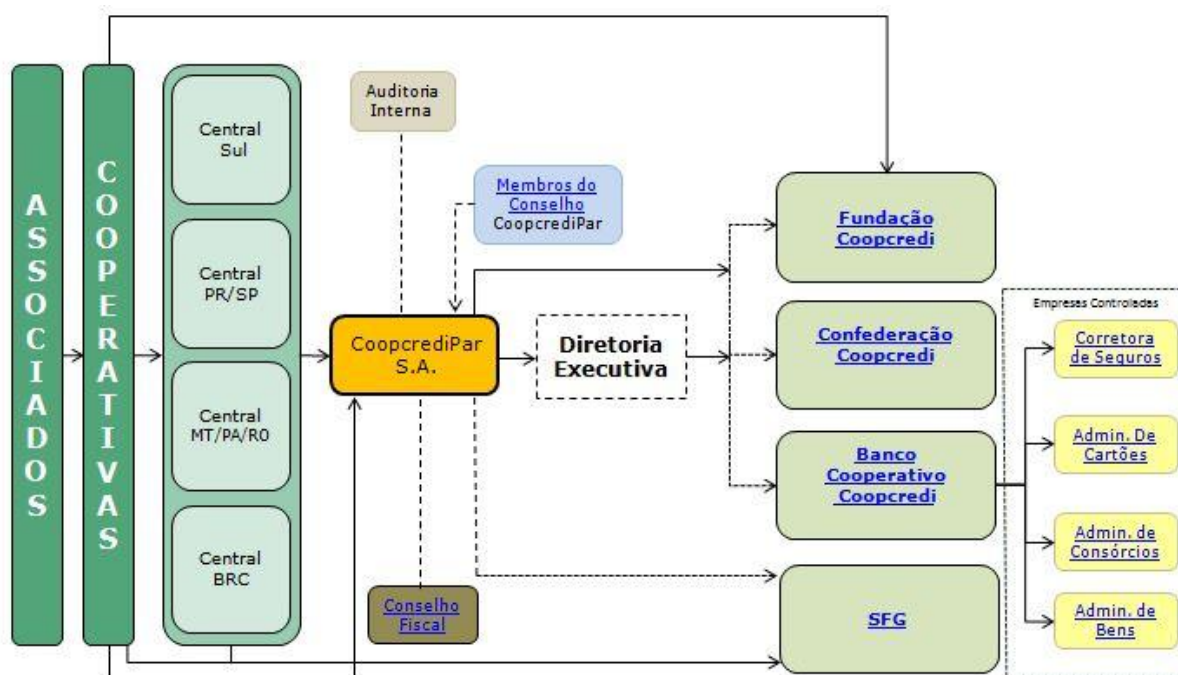 ASSOCIADOS
COOPERATIVAS
Central
Sul
Central
PR/SP
Central
MT/PA/RO
Central
BRC
Auditoria
Interna
Membros do
Conselho
CoopcrediPar
CoopcrediPar
S.A.
Conselho
Fiscal
Diretoria
Executiva
Fundação
Coopcredi
Confederação
Coopcredi
Banco
Cooperativo
Coopcredi
SFG
Empresas Controladas
Corretora
de Seguros
Admin. De
Cartões
Admin. de
Consórcios
Admin. de
Bens